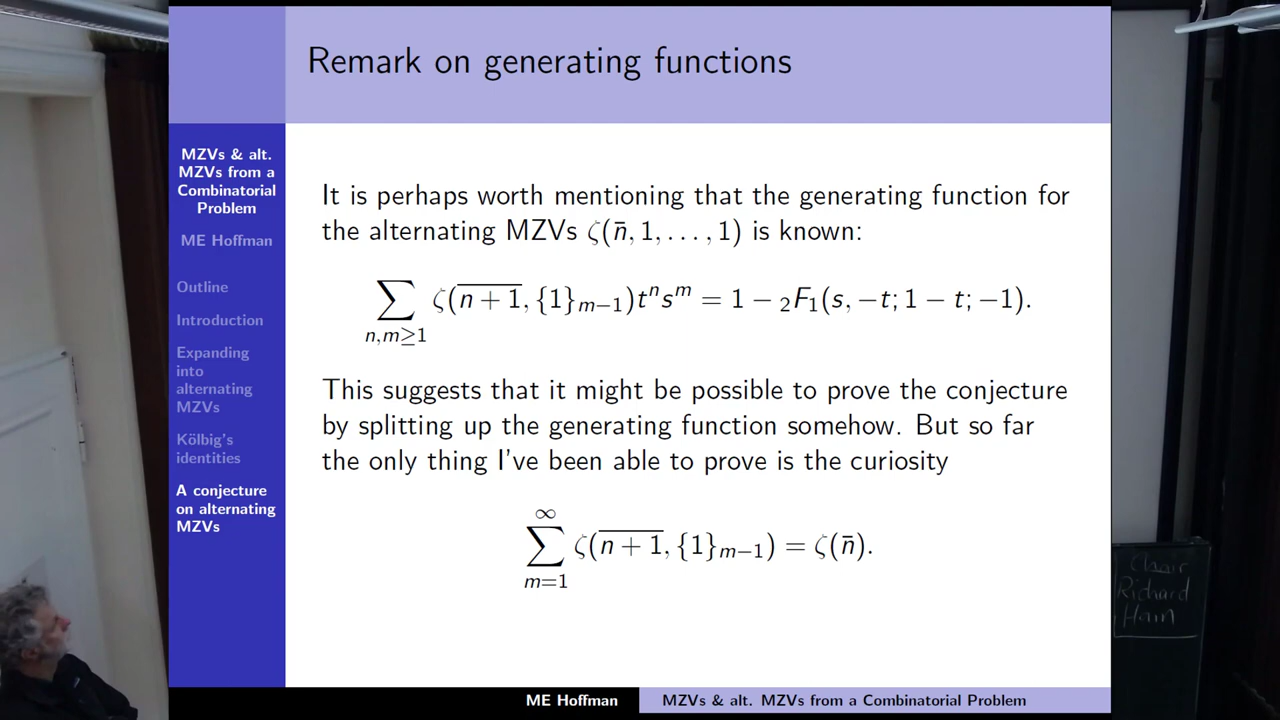 Remark on generating functions
MZVs & alt.
MZVs from a
Combinatorial
Problem
ME Hoffman
Outline
Introduction
Expanding
into
alternating
MZVs
Kölbig's
identities
A conjecture
on alternating
MZVs
It is perhaps worth mentioning that the generating function for
the alternating MZVs ζ(n̄, 1, . . . , 1) is known:
∑_{n,m≥1} ζ(\overline{n + 1}, {1}_{m−1})tⁿsᵐ = 1 − ₂F₁(s, −t; 1 − t; −1).
This suggests that it might be possible to prove the conjecture
by splitting up the generating function somehow. But so far
the only thing I've been able to prove is the curiosity
∑_{m=1}^{∞} ζ(\overline{n + 1}, {1}_{m−1}) = ζ(n̄).
ME Hoffman
MZVs & alt. MZVs from a Combinatorial Problem
Chair
Richard
Hain